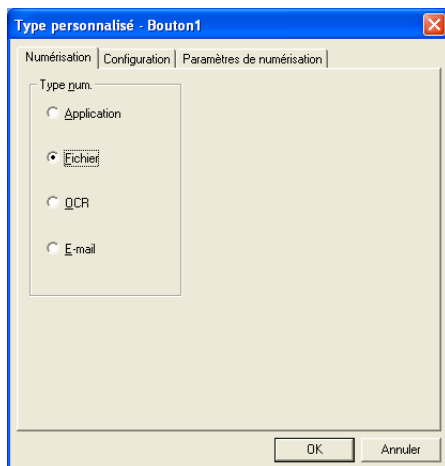 Type personnalisé - Bouton1
Numérisation Configuration Paramètres de numérisation
Type num.
Application
Fichier
OCR
E-mail
OK Annuler